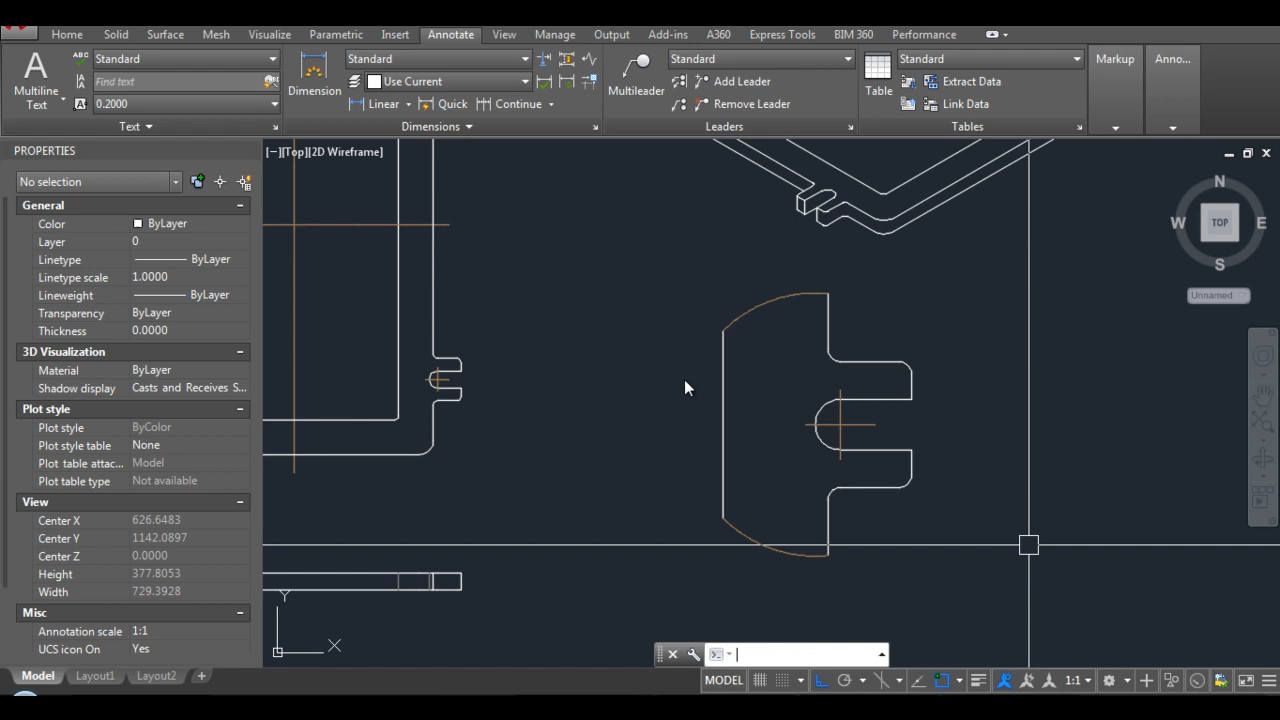 Home Solid Surface Mesh Visualize Parametric Insert Annotate View Manage Output Add-ins A360 Express Tools BIM 360 Performance
Multiline Text
ABC
Standard
Find text
A 0.2000
Text
Dimension
Standard
Use Current
Linear Quick Continue
Dimensions
Multileader
Standard
Add Leader
Remove Leader
Leaders
Table
Standard
Extract Data
Link Data
Tables
Markup
Anno...
PROPERTIES
[−][Top][2D Wireframe]
No selection
General
Color ByLayer
Layer 0
Linetype ByLayer
Linetype scale 1.0000
Lineweight ByLayer
Transparency ByLayer
Thickness 0.0000
3D Visualization
Material ByLayer
Shadow display Casts and Receives S...
Plot style
Plot style ByColor
Plot style table None
Plot table attac... Model
Plot table type Not available
View
Center X 626.6483
Center Y 1142.0897
Center Z 0.0000
Height 377.8053
Width 729.3928
Misc
Annotation scale 1:1
UCS icon On Yes
N
W TOP E
S
Unnamed
Y
X
Model Layout1 Layout2 +
MODEL 1:1